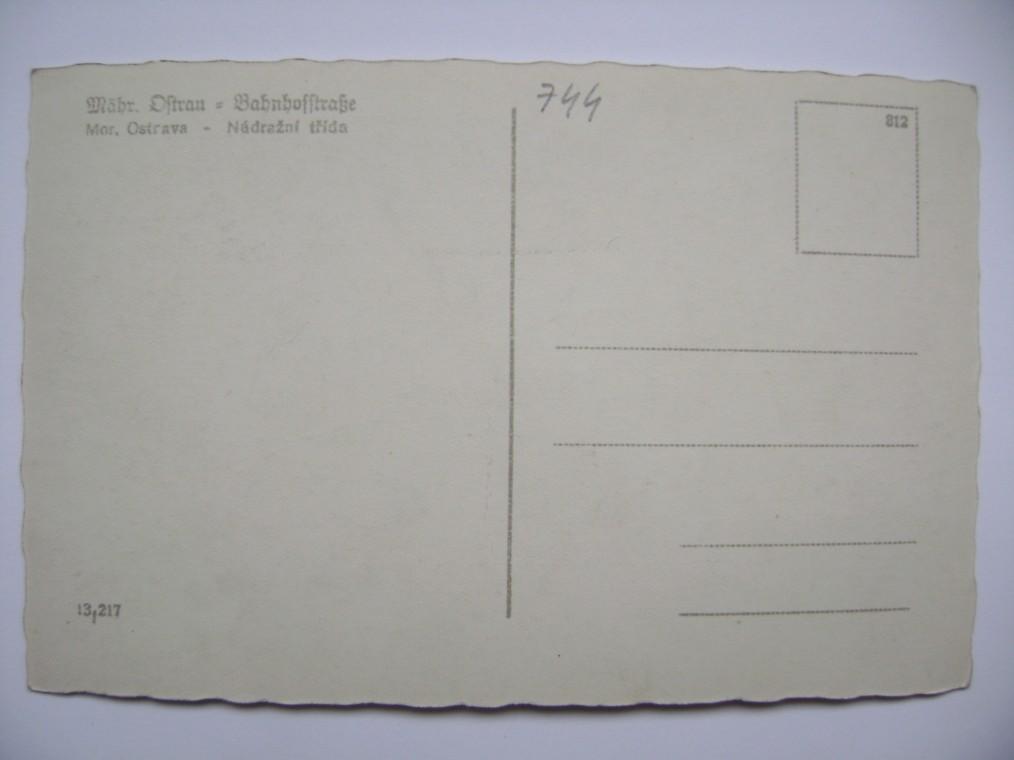 Mähr. Ostrau - Bahnhofstraße
Mor. Ostrava - Nádražní třída
744
812
13,217